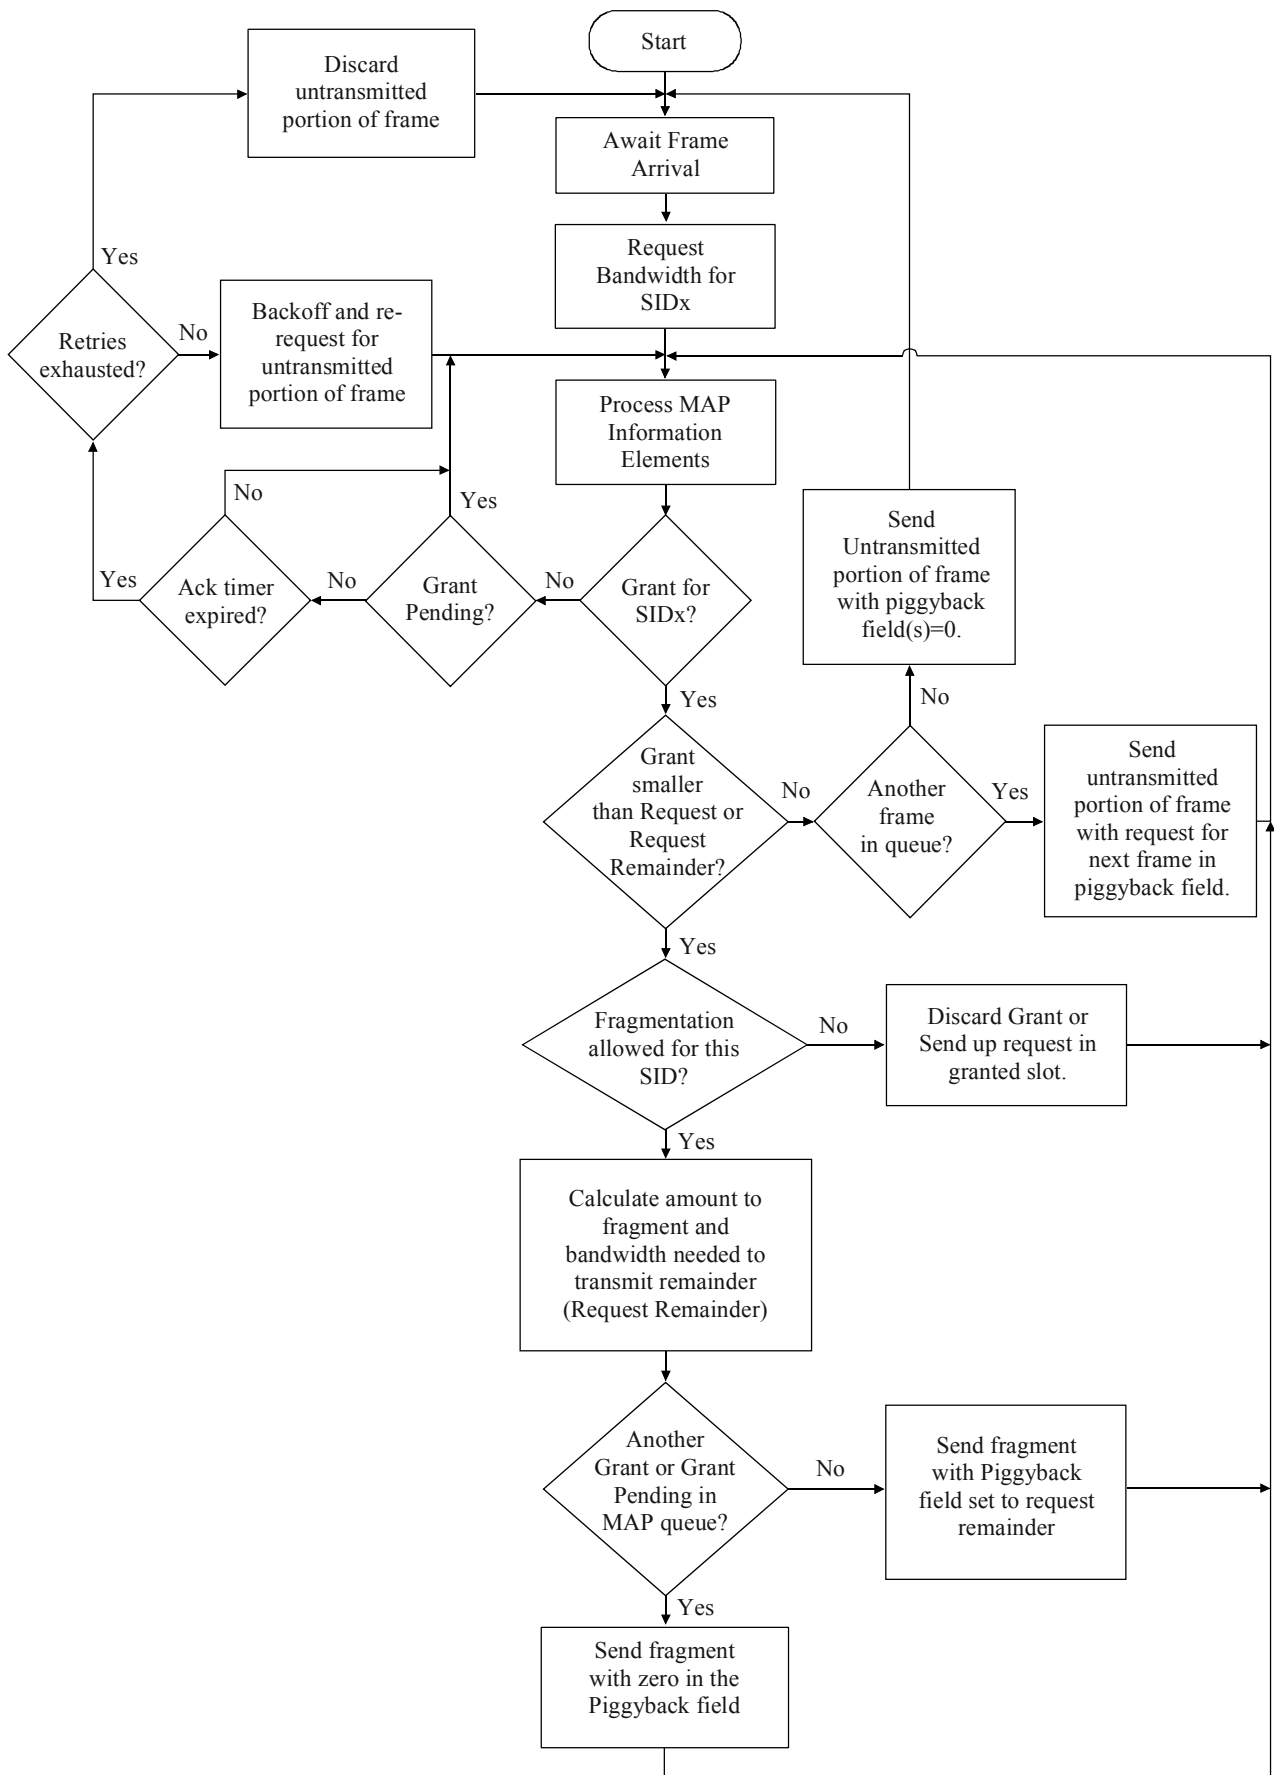 Start
Discard
untransmitted
portion of frame
Await Frame
Arrival
Request
Bandwidth for
SIDx
Yes
Retries
exhausted?
No
Backoff and re-
request for
untransmitted
portion of frame
Process MAP
Information
Elements
No
Yes
Send
Untransmitted
portion of frame
with piggyback
field(s)=0.
Yes
Ack timer
expired?
No
Grant
Pending?
No
Grant for
SIDx?
Yes
No
Grant
smaller
than Request or
Request
Remainder?
No
Another
frame
in queue?
Yes
Send
untransmitted
portion of frame
with request for
next frame in
piggyback field.
Yes
Fragmentation
allowed for this
SID?
No
Discard Grant or
Send up request in
granted slot.
Yes
Calculate amount to
fragment and
bandwidth needed to
transmit remainder
(Request Remainder)
Another
Grant or Grant
Pending in
MAP queue?
No
Send fragment
with Piggyback
field set to request
remainder
Yes
Send fragment
with zero in the
Piggyback field